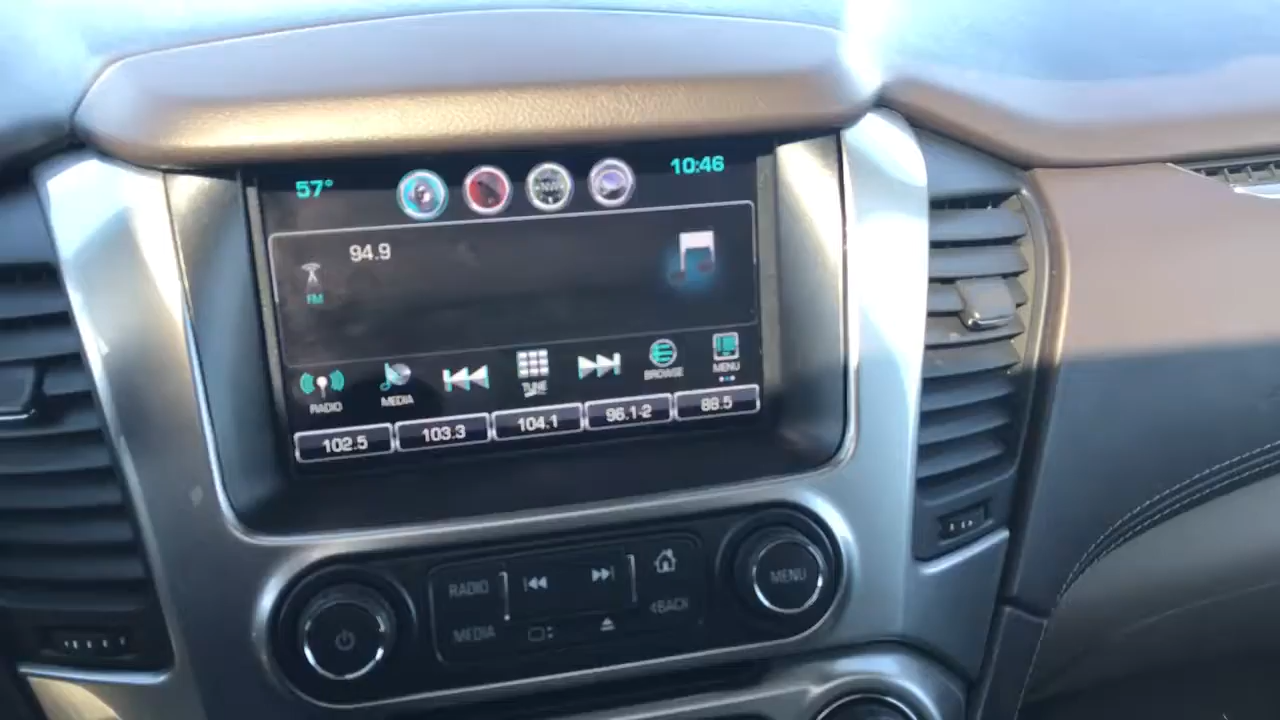 57° NAV 10:46
94.9
FM
RADIO MEDIA TUNE BROWSE MENU
102.5 103.3 104.1 96.1-2 88.5
RADIO MENU
MEDIA <BACK